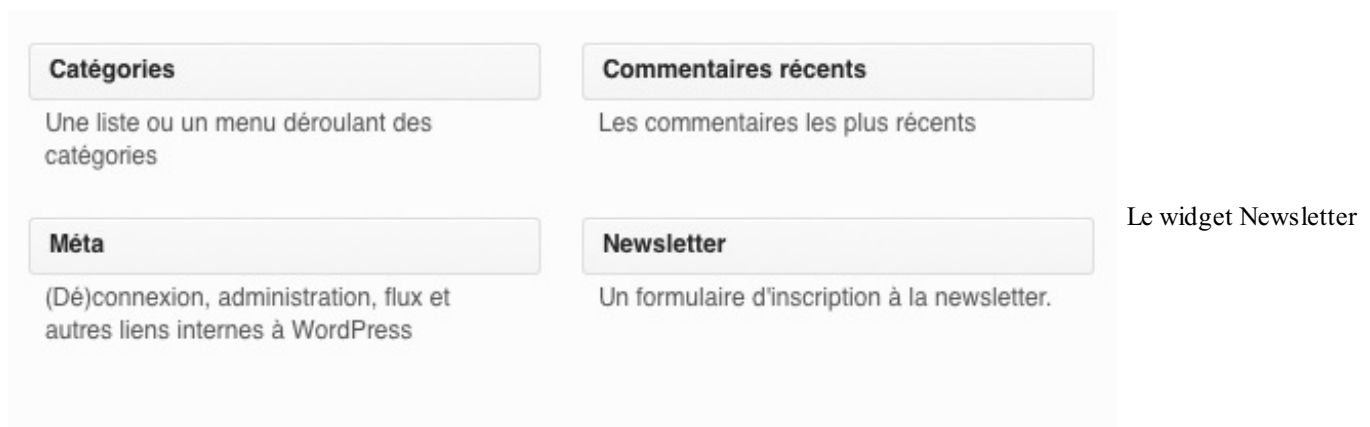 Catégories
Une liste ou un menu déroulant des
catégories
Commentaires récents
Les commentaires les plus récents
Méta
(Dé)connexion, administration, flux et
autres liens internes à WordPress
Newsletter
Un formulaire d'inscription à la newsletter.
Le widget Newsletter